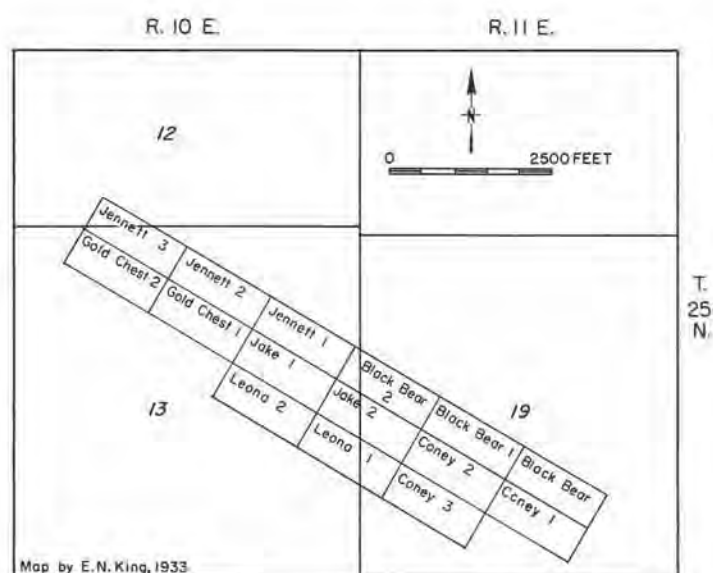 R. 10 E.
R. 11 E.
12
N
0 2500 FEET
Jennett 3
Jennett 2
Jennett 1
Gold Chest 2
Gold Chest 1
Jake 1
Jake 2
Leona 2
Leona 1
Black Bear
2
Black Bear 1
Black Bear
Coney 2
Coney 1
Coney 3
13
19
T.
25
N.
Map by E.N. King, 1933